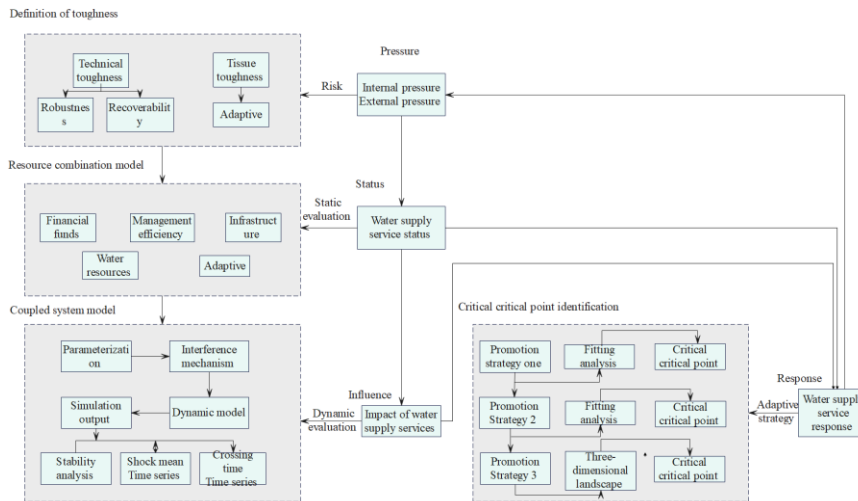 Definition of toughness
Technical
toughness
Tissue
toughness
Robustnes
s
Recoverabilit
y
Adaptive
Risk
Pressure
Internal pressure
External pressure
Resource combination model
Financial
funds
Management
efficiency
Infrastruct
ure
Water
resources
Adaptive
Status
Static
evaluation
Water supply
service status
Coupled system model
Parameterizati
on
Interference
mechanism
Simulation
output
Dynamic model
Stability
analysis
Shock mean
Time series
Crossing
time
Time series
Influence
Dynamic
evaluation
Impact of water
supply services
Critical critical point identification
Promotion
strategy one
Fitting
analysis
Critical
critical point
Promotion
Strategy 2
Fitting
analysis
Critical
critical point
Promotion
Strategy 3
Three-
dimensional
landscape
Critical
critical point
Response
Adaptive
strategy
Water supply
service
response